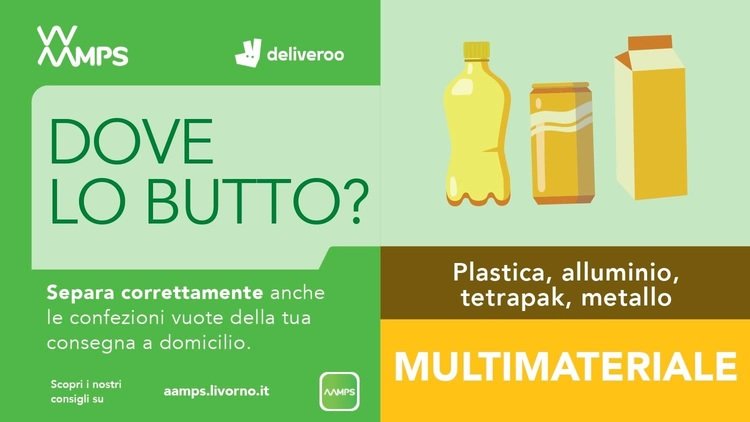 AAMPS
deliveroo
DOVE
LO BUTTO?
Separa correttamente anche
le confezioni vuote della tua
consegna a domicilio.
Scopri i nostri
consigli su
aamps.livorno.it
AAMPS
Plastica, alluminio,
tetrapak, metallo
MULTIMATERIALE